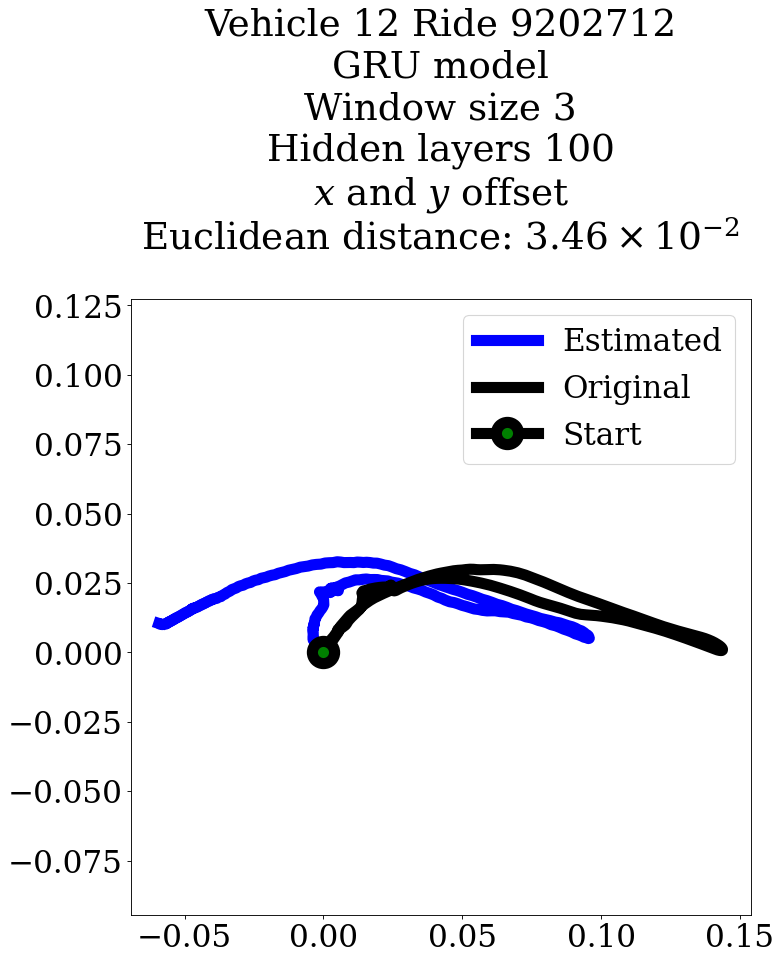 Vehicle 12 Ride 9202712
GRU model
Window size 3
Hidden layers 100
x and y offset
Euclidean distance: 3.46 × 10⁻²
Estimated
Original
Start
0.125
0.100
0.075
0.050
0.025
0.000
−0.025
−0.050
−0.075
−0.05 0.00 0.05 0.10 0.15